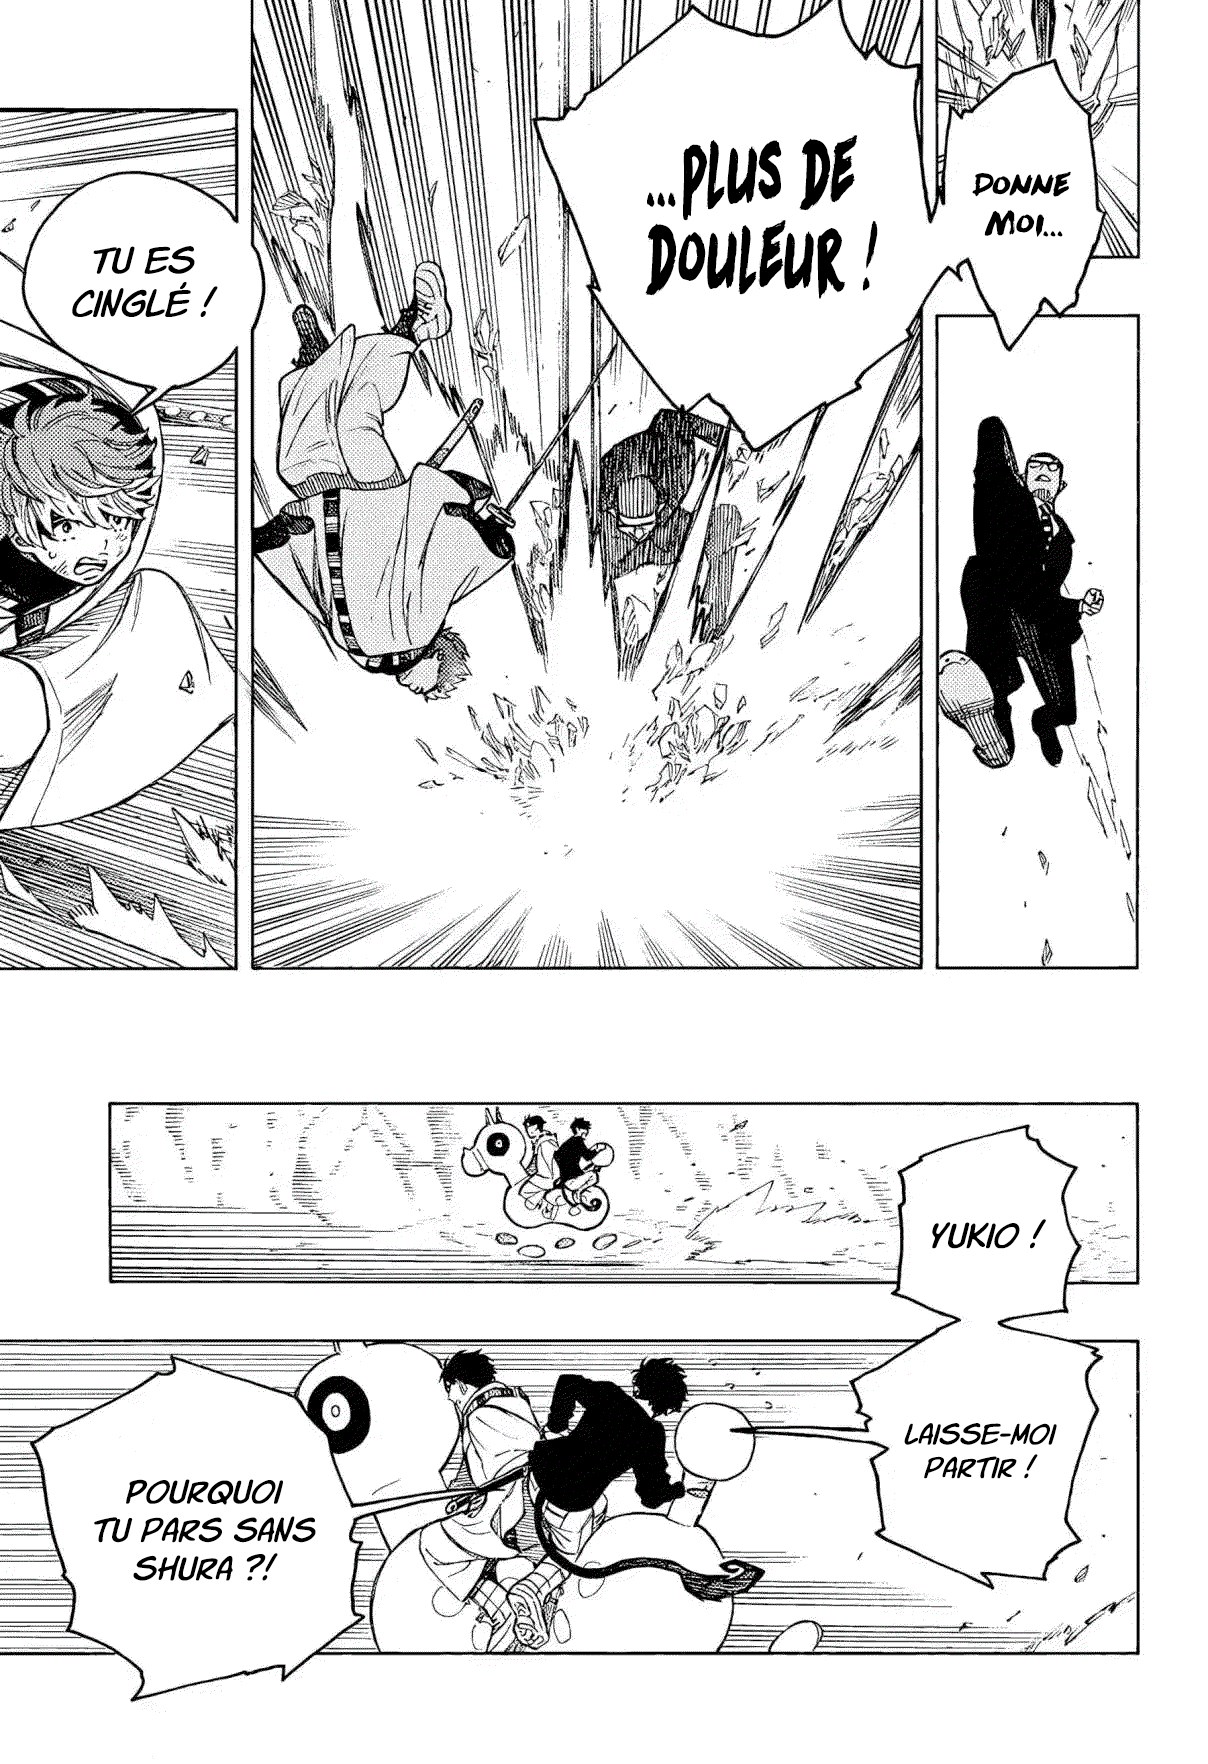 DONNE
MOI...
...PLUS DE
DOULEUR !
TU ES
CINGLÉ !
YUKIO !
LAISSE-MOI
PARTIR !
POURQUOI
TU PARS SANS
SHURA ?!